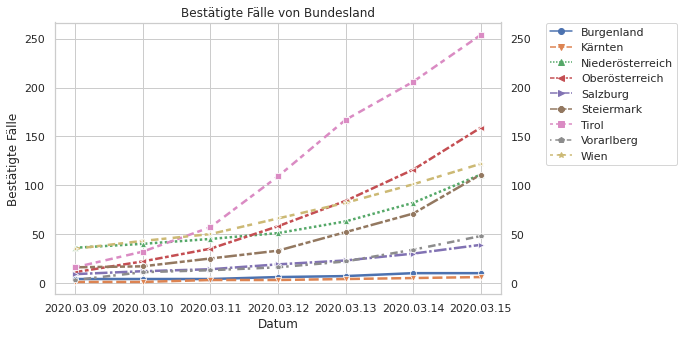 Bestätigte Fälle von Bundesland
Bestätigte Fälle
250
200
150
100
50
0
250
200
150
100
50
0
2020.03.09 2020.03.10 2020.03.11 2020.03.12 2020.03.13 2020.03.14 2020.03.15
Datum
Burgenland
Kärnten
Niederösterreich
Oberösterreich
Salzburg
Steiermark
Tirol
Vorarlberg
Wien